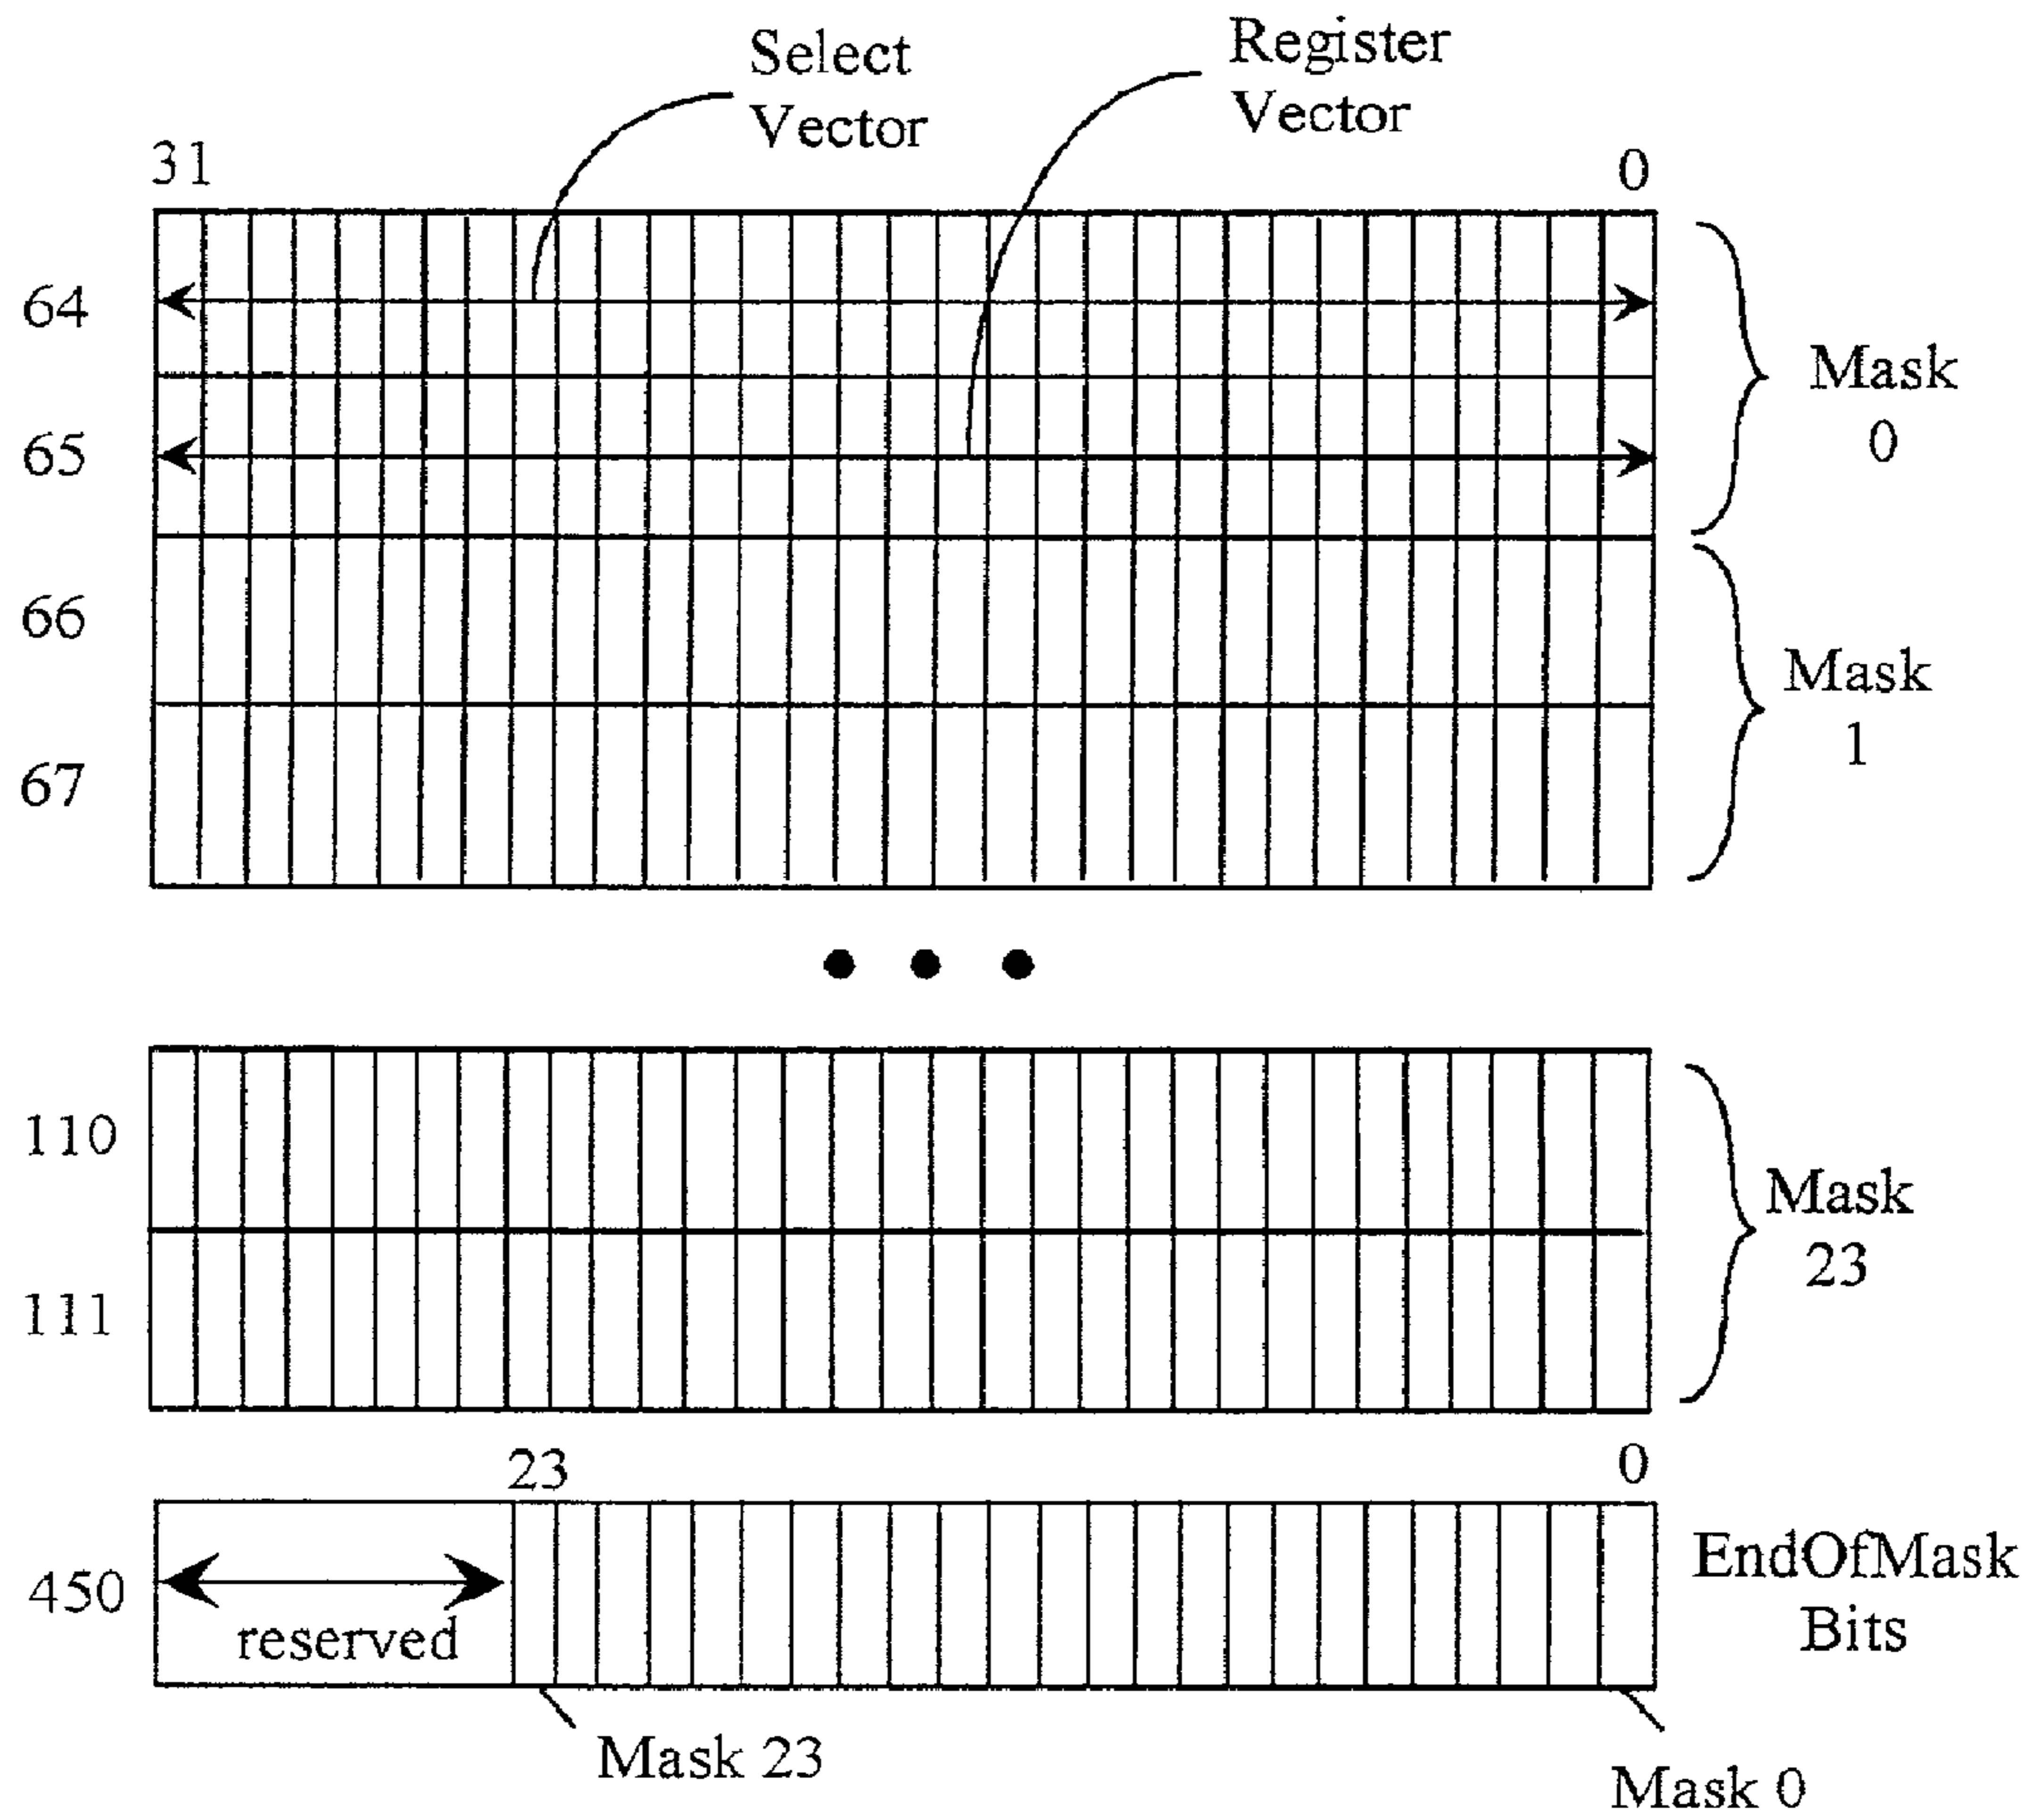 Select
Vector
Register
Vector
31
0
64
65
Mask
0
66
67
Mask
1
110
111
Mask
23
23
0
450
reserved
EndOfMask
Bits
Mask 23
Mask 0